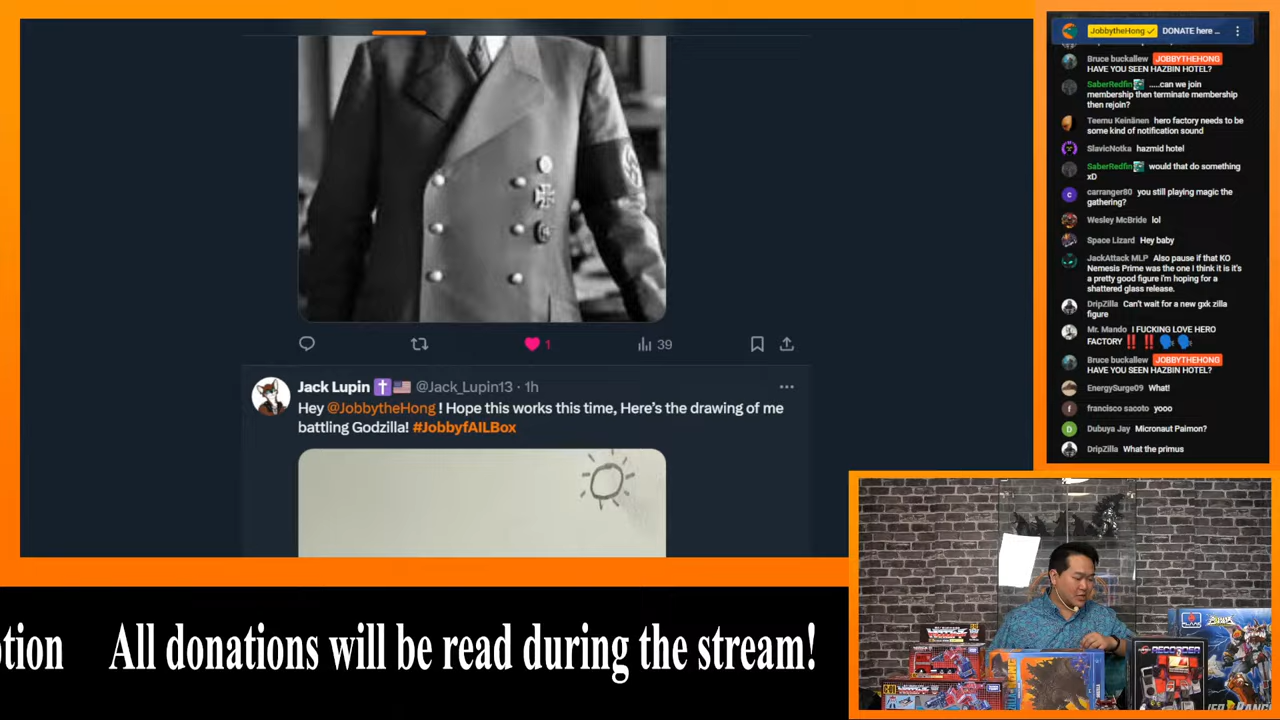 39
Jack Lupin @Jack_Lupin13 · 1h
Hey @JobbytheHong ! Hope this works this time, Here's the drawing of me
battling Godzilla! #JobbyfAILBox
JobbytheHong DONATE here ...
Bruce buckallew JOBBYTHEHONG
HAVE YOU SEEN HAZBIN HOTEL?
SaberRedfin .....can we join
membership then terminate membership
then rejoin?
Teemu Keinänen hero factory needs to
be some kind of notification sound
SlavicNotka hazmid hotel
SaberRedfin would that do something
xD
carranger80 you still playing magic the
gathering?
Wesley McBride lol
Space Lizard Hey baby
JackAttack MLP Also pause if that KO
Nemesis Prime was the one I think it is it's
a pretty good figure i'm hoping for a
shattered glass release.
DripZilla Can't wait for a new gxk zilla
figure
Mr. Mando I FUCKING LOVE HERO
FACTORY ‼️ ‼️ 🗣️ 🗣️
Bruce buckallew JOBBYTHEHONG
HAVE YOU SEEN HAZBIN HOTEL?
EnergySurge09 What!
francisco sacoto yooo
Dubuya Jay Micronaut Paimon?
DripZilla What the primus
All donations will be read during the stream!
RECORDER